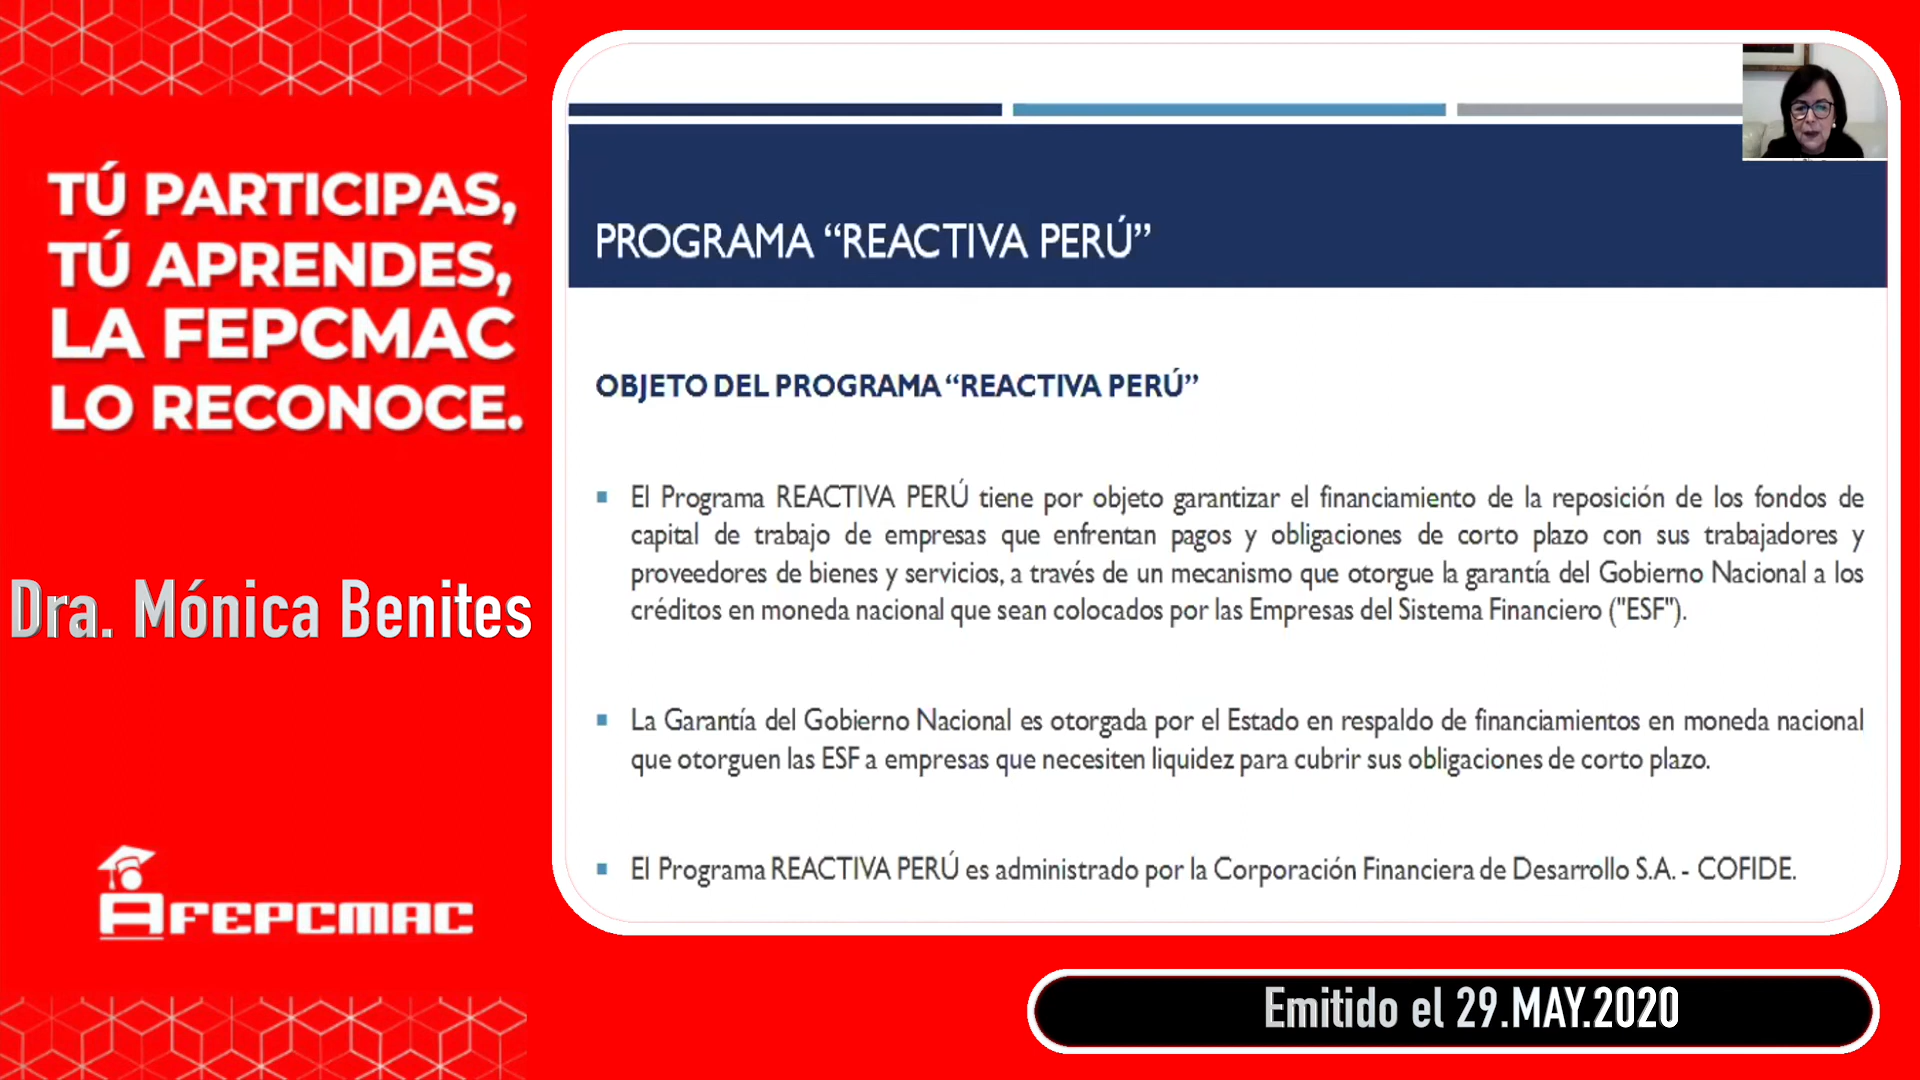 TÚ PARTICIPAS,
TÚ APRENDES,
LA FEPCMAC
LO RECONOCE.
Dra. Mónica Benites
FEPCMAC
PROGRAMA “REACTIVA PERÚ”
OBJETO DEL PROGRAMA “REACTIVA PERÚ”
El Programa REACTIVA PERÚ tiene por objeto garantizar el financiamiento de la reposición de los fondos de
capital de trabajo de empresas que enfrentan pagos y obligaciones de corto plazo con sus trabajadores y
proveedores de bienes y servicios, a través de un mecanismo que otorgue la garantía del Gobierno Nacional a los
créditos en moneda nacional que sean colocados por las Empresas del Sistema Financiero ("ESF").
La Garantía del Gobierno Nacional es otorgada por el Estado en respaldo de financiamientos en moneda nacional
que otorguen las ESF a empresas que necesiten liquidez para cubrir sus obligaciones de corto plazo.
El Programa REACTIVA PERÚ es administrado por la Corporación Financiera de Desarrollo S.A. - COFIDE.
Emitido el 29.MAY.2020